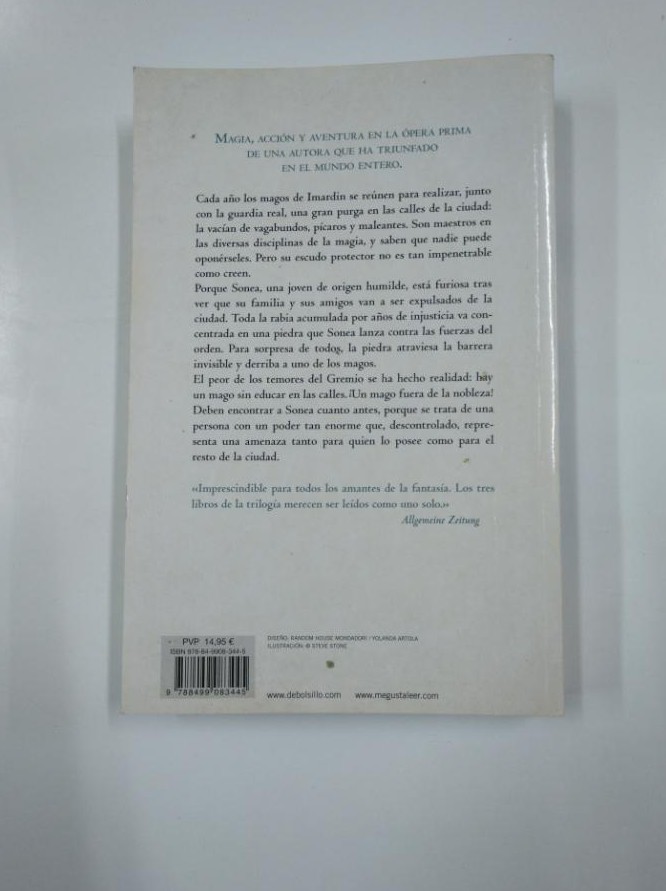 MAGIA, ACCIÓN Y AVENTURA EN LA ÓPERA PRIMA
DE UNA AUTORA QUE HA TRIUNFADO
EN EL MUNDO ENTERO.
Cada año los magos de Imardin se reúnen para realizar, junto
con la guardia real, una gran purga en las calles de la ciudad:
la vacían de vagabundos, pícaros y maleantes. Son maestros en
las diversas disciplinas de la magia, y saben que nadie puede
oponérseles. Pero su escudo protector no es tan impenetrable
como creen.
Porque Sonea, una joven de origen humilde, está furiosa tras
ver que su familia y sus amigos van a ser expulsados de la
ciudad. Toda la rabia acumulada por años de injusticia va con-
centrada en una piedra que Sonea lanza contra las fuerzas del
orden. Para sorpresa de todos, la piedra atraviesa la barrera
invisible y derriba a uno de los magos.
El peor de los temores del Gremio se ha hecho realidad: hay
un mago sin educar en las calles. ¡Un mago fuera de la nobleza!
Deben encontrar a Sonea cuanto antes, porque se trata de una
persona con un poder tan enorme que, descontrolado, repre-
senta una amenaza tanto para quien lo posee como para el
resto de la ciudad.
«Imprescindible para todos los amantes de la fantasía. Los tres
libros de la trilogía merecen ser leídos como uno solo.»
Allgemeine Zeitung
PVP 14,95 €
ISBN 978-84-9908-344-5
9 788499 083445
DISEÑO: RANDOM HOUSE MONDADORI / YOLANDA ARTOLA
ILUSTRACIÓN: © STEVE STONE
www.debolsillo.com www.megustaleer.com